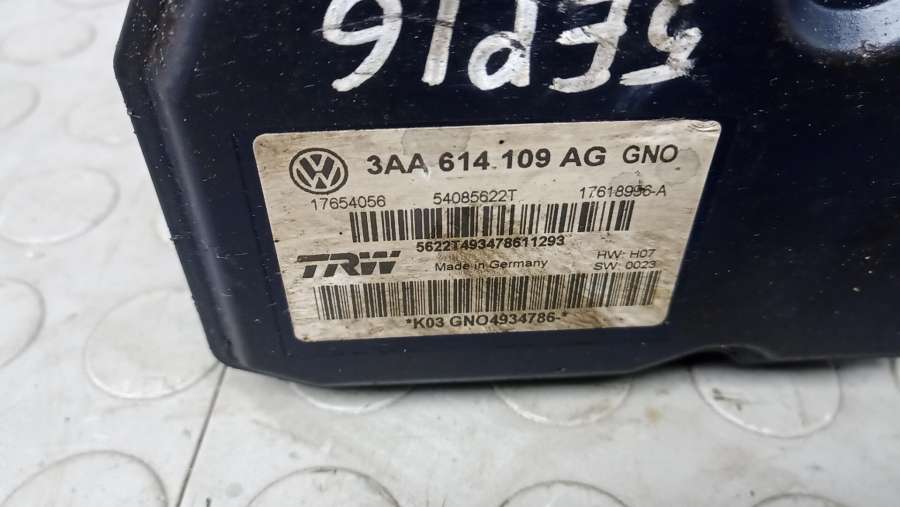 SEP16
3AA 614 109 AG GNO
17654056 54085622T 17618996-A
5622T493478611293
TRW Made in Germany HW: H07
SW: 0023
*K03 GNO4934786-*